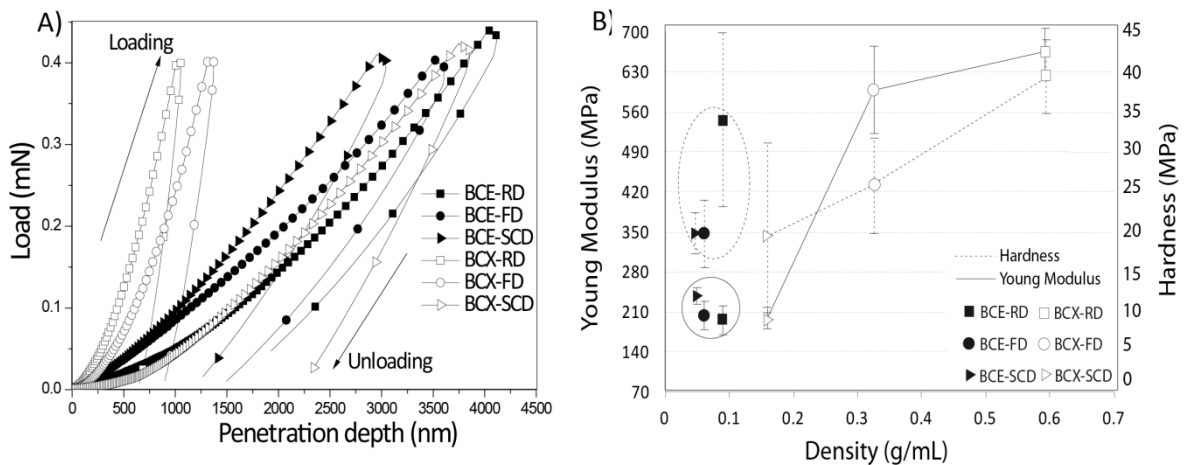 A)
Loading
Unloading
Load (mN)
0.4
0.3
0.2
0.1
0.0
0 500 1000 1500 2000 2500 3000 3500 4000 4500
Penetration depth (nm)
BCE-RD
BCE-FD
BCE-SCD
BCX-RD
BCX-FD
BCX-SCD
B)
Young Modulus (MPa)
700
630
560
490
420
350
280
210
140
70
0 0.1 0.2 0.3 0.4 0.5 0.6 0.7
Density (g/mL)
Hardness
Young Modulus
BCE-RD BCX-RD
BCE-FD BCX-FD
BCE-SCD BCX-SCD
45
40
35
30
25
20
15
10
5
0
Hardness (MPa)